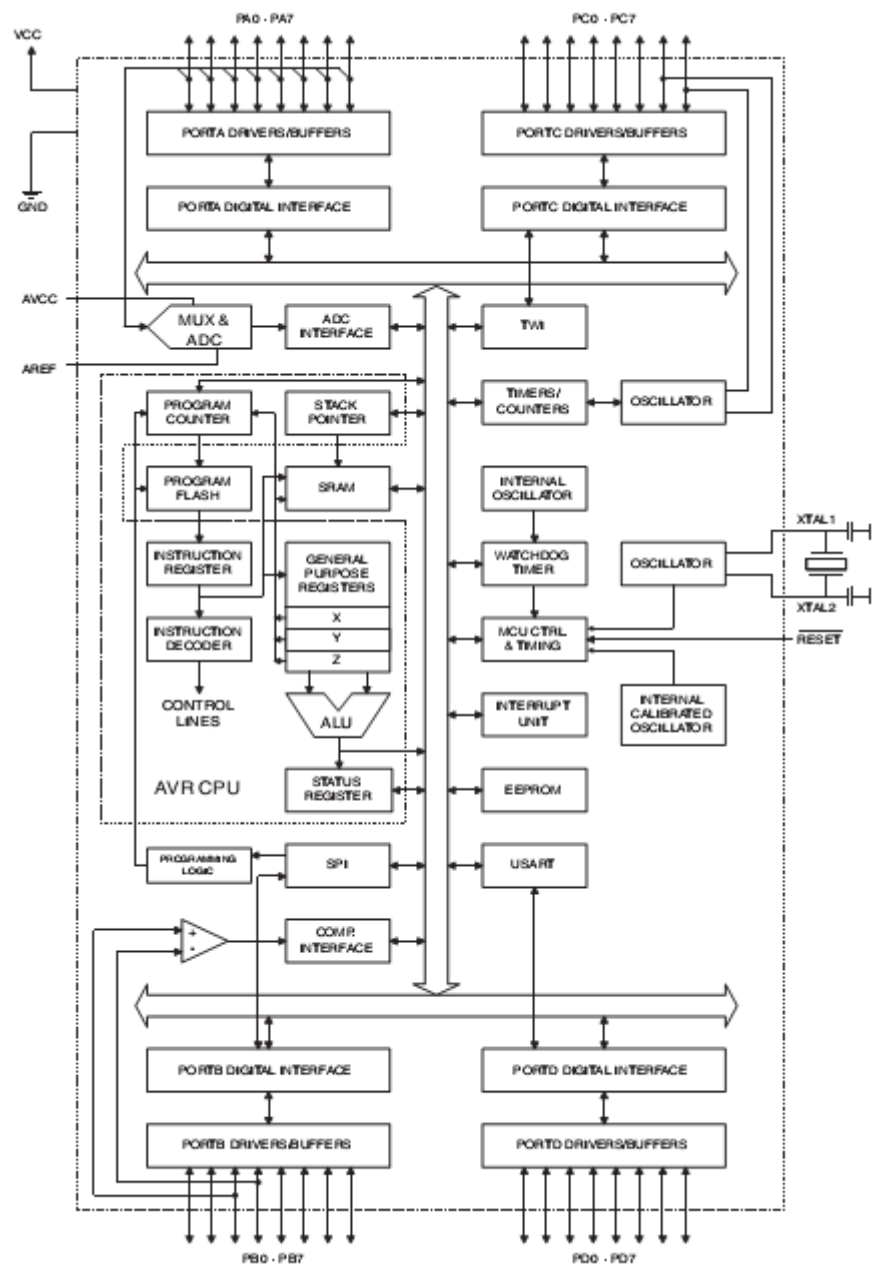 PA0 - PA7
PC0 - PC7
VCC
PORTA DRIVERS/BUFFERS
PORTC DRIVERS/BUFFERS
GND
PORTA DIGITAL INTERFACE
PORTC DIGITAL INTERFACE
AVCC
MUX &
ADC
ADC
INTERFACE
TWI
AREF
PROGRAM
COUNTER
STACK
POINTER
TIMERS/
COUNTERS
OSCILLATOR
PROGRAM
FLASH
SRAM
INTERNAL
OSCILLATOR
XTAL1
INSTRUCTION
REGISTER
GENERAL
PURPOSE
REGISTERS
WATCHDOG
TIMER
OSCILLATOR
XTAL2
X
INSTRUCTION
DECODER
Y
MCU CTRL.
& TIMING
RESET
Z
CONTROL
LINES
ALU
INTERRUPT
UNIT
INTERNAL
CALIBRATED
OSCILLATOR
AVR CPU
STATUS
REGISTER
EEPROM
PROGRAMMING
LOGIC
SPI
USART
+
-
COMP.
INTERFACE
PORTB DIGITAL INTERFACE
PORTD DIGITAL INTERFACE
PORTB DRIVERS/BUFFERS
PORTD DRIVERS/BUFFERS
PB0 - PB7
PD0 - PD7